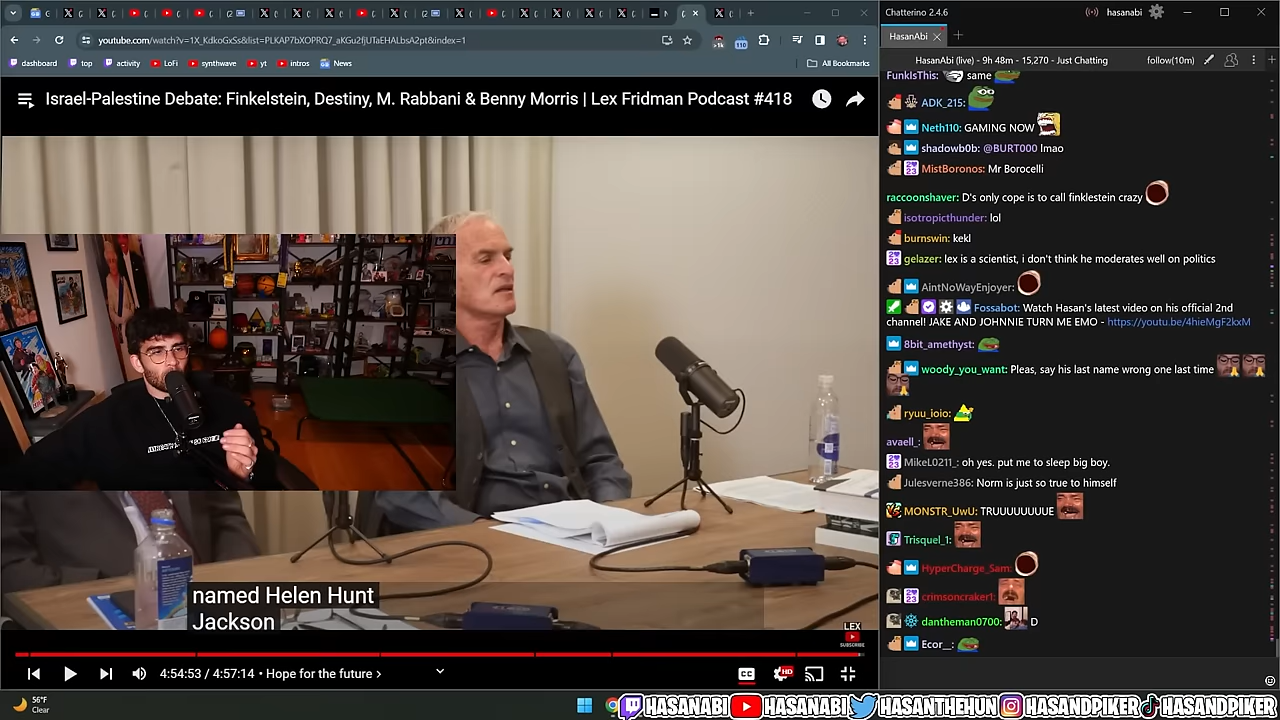 Chatterino 2.4.6
hasanabi
youtube.com/watch?v=1X_KdkoGxSs&list=PLKAP7bXOPRQ7_aKGu2fjUTaEHALbsA2pt&index=1
HasanAbi
dashboard
top
activity
LoFi
synthwave
yt
intros
News
All Bookmarks
HasanAbi (live) - 9h 48m - 15,270 - Just Chatting
follow(10m)
Israel-Palestine Debate: Finkelstein, Destiny, M. Rabbani & Benny Morris | Lex Fridman Podcast #418
FunkIsThis: same
ADK_215:
Neth110: GAMING NOW
shadowb0b: @BURT000 lmao
MistBoronos: Mr Borocelli
raccoonshaver: D's only cope is to call finklestein crazy
isotropicthunder: lol
burnswin: kekl
gelazer: lex is a scientist, i don't think he moderates well on politics
AintNoWayEnjoyer:
Fossabot: Watch Hasan's latest video on his official 2nd
channel! JAKE AND JOHNNIE TURN ME EMO - https://youtu.be/4hieMgF2kxM
8bit_amethyst:
woody_you_want: Pleas, say his last name wrong one last time
ryuu_ioio:
avaell_:
MikeL0211_: oh yes. put me to sleep big boy.
Julesverne386: Norm is just so true to himself
MONSTR_UwU: TRUUUUUUUE
Trisquel_1:
HyperCharge_Sam:
crimsoncraker1:
dantheman0700: D
Ecor__:
named Helen Hunt
Jackson
LEX
SUBSCRIBE
4:54:53 / 4:57:14 • Hope for the future
CC
HD
56°F
Clear
HASANABI
HASANABI
HASANTHEHUN
HASANDPIKER
HASANDPIKER